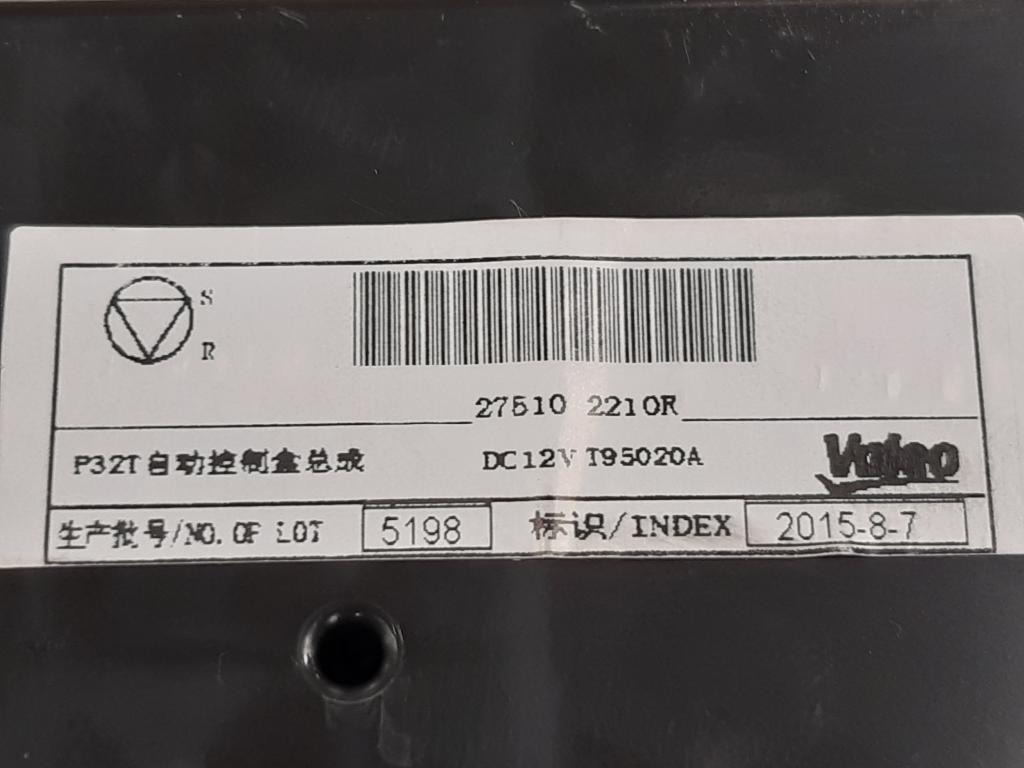 S
R
27510 2210R
P32T自动控制盒总成 DC12V T95020A Valeo
生产批号/NO. OF LOT 5198 标识/INDEX 2015-8-7